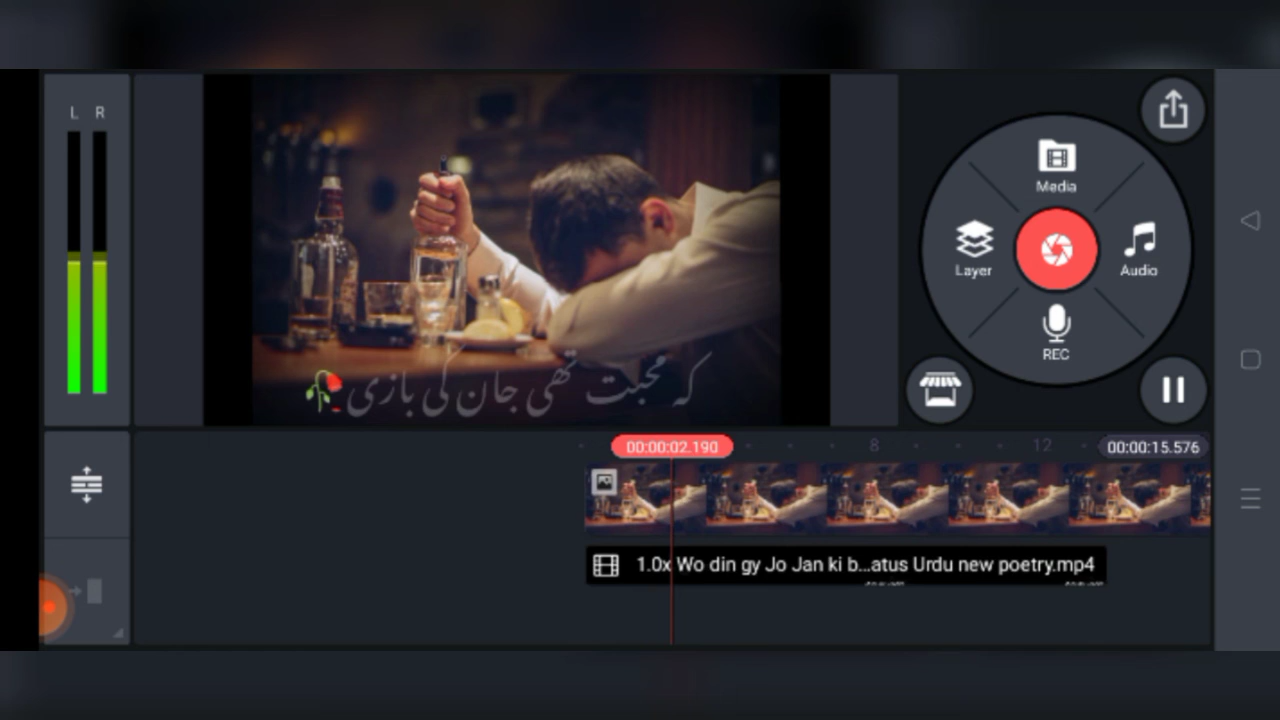 L R
Media
Layer
Audio
REC
کہ محبت تھی جان کی بازی
00:00:02.190
8
12
00:00:15.576
1.0x Wo din gy Jo Jan ki b...atus Urdu new poetry.mp4